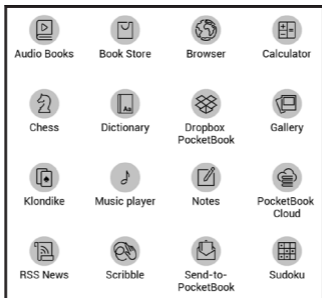 Audio Books
Book Store
Browser
Calculator
Aa
Chess
Dictionary
Dropbox
PocketBook
Gallery
Klondike
Music player
Notes
PocketBook
Cloud
RSS News
Scribble
Send-to-
PocketBook
Sudoku